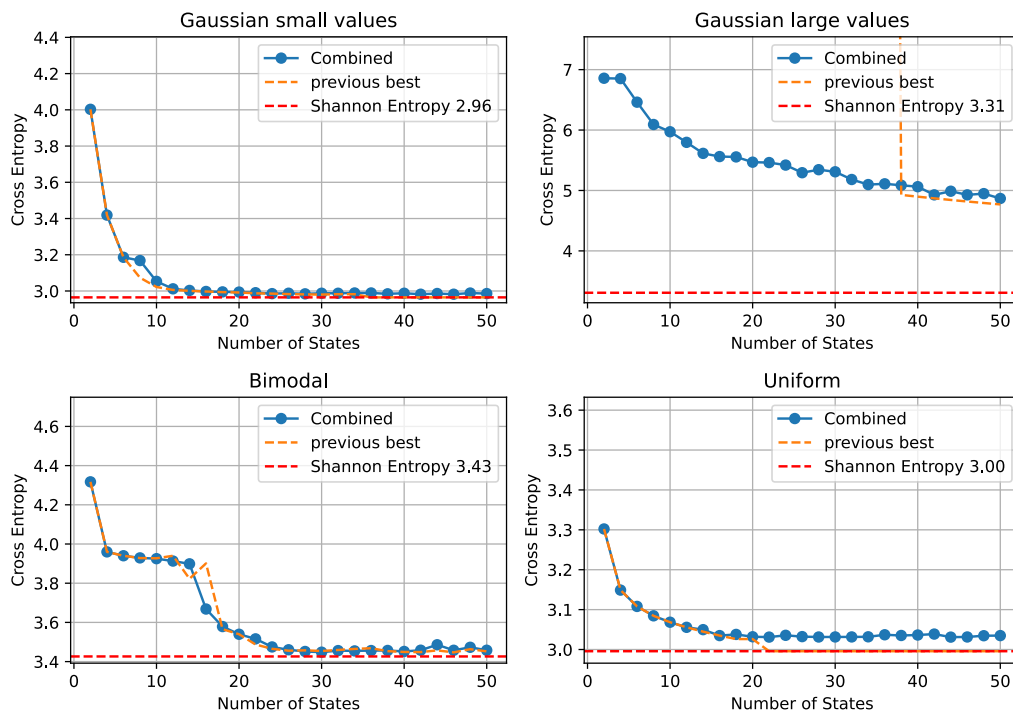 Gaussian small values
4.4
4.2
4.0
3.8
3.6
3.4
3.2
3.0
Cross Entropy
Combined
previous best
Shannon Entropy 2.96
0 10 20 30 40 50
Number of States
Gaussian large values
7
6
5
4
Cross Entropy
Combined
previous best
Shannon Entropy 3.31
0 10 20 30 40 50
Number of States
Bimodal
4.6
4.4
4.2
4.0
3.8
3.6
3.4
Cross Entropy
Combined
previous best
Shannon Entropy 3.43
0 10 20 30 40 50
Number of States
Uniform
3.6
3.5
3.4
3.3
3.2
3.1
3.0
Cross Entropy
Combined
previous best
Shannon Entropy 3.00
0 10 20 30 40 50
Number of States